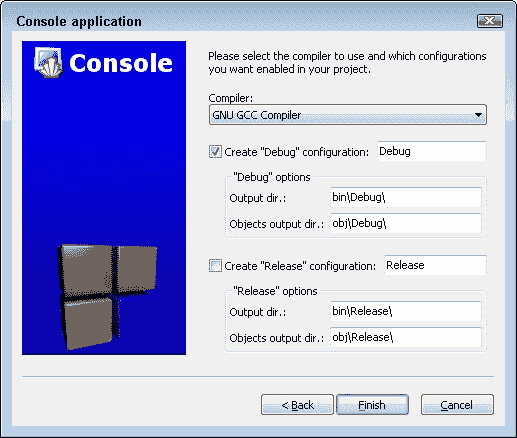 Console application
Console
Please select the compiler to use and which configurations
you want enabled in your project.
Compiler:
GNU GCC Compiler
Create "Debug" configuration: Debug
"Debug" options
Output dir.: bin\Debug\
Objects output dir.: obj\Debug\
Create "Release" configuration: Release
"Release" options
Output dir.: bin\Release\
Objects output dir.: obj\Release\
< Back Finish Cancel